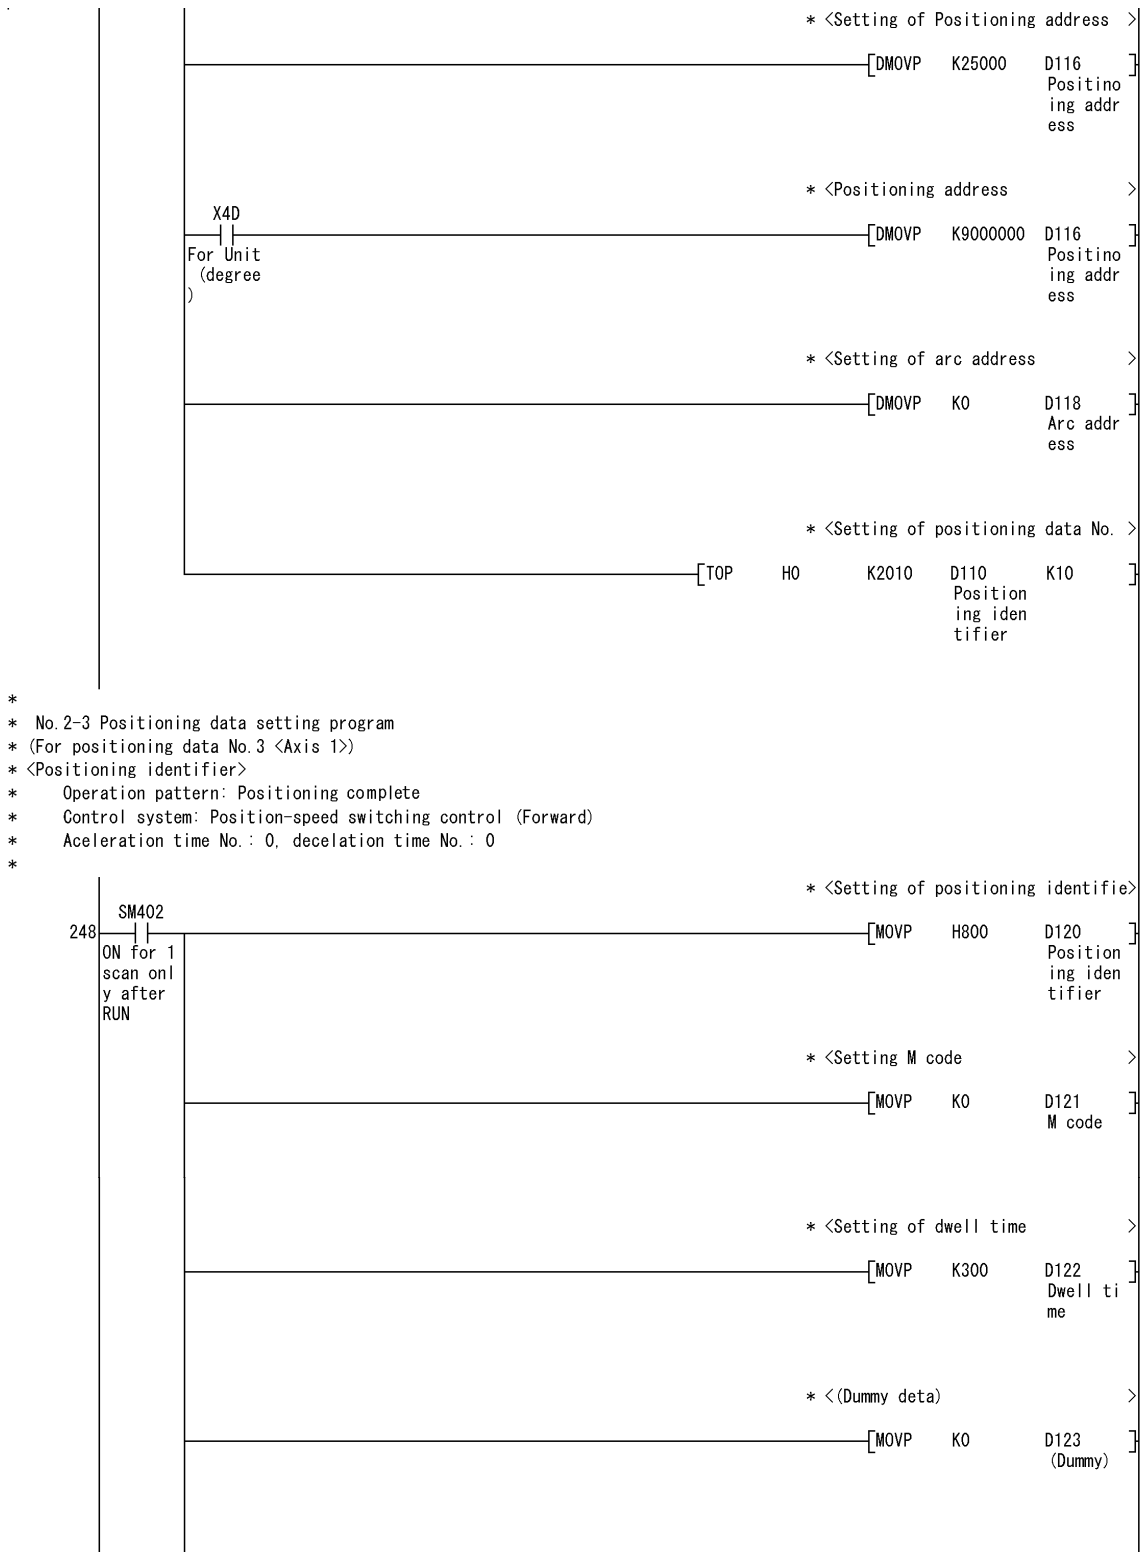 * <Setting of Positioning address >
[DMOVP K25000 D116 ]
Positino
ing addr
ess
* <Positioning address >
X4D
[DMOVP K9000000 D116 ]
For Unit
(degree
)
Positino
ing addr
ess
* <Setting of arc address >
[DMOVP K0 D118 ]
Arc addr
ess
* <Setting of positioning data No. >
[TOP H0 K2010 D110 K10 ]
Position
ing iden
tifier
*
* No.2-3 Positioning data setting program
* (For positioning data No.3 <Axis 1>)
* <Positioning identifier>
* Operation pattern: Positioning complete
* Control system: Position-speed switching control (Forward)
* Aceleration time No.: 0, decelation time No.: 0
*
* <Setting of positioning identifie>
SM402
248 [MOVP H800 D120 ]
ON for 1
scan onl
y after
RUN
Position
ing iden
tifier
* <Setting M code >
[MOVP K0 D121 ]
M code
* <Setting of dwell time >
[MOVP K300 D122 ]
Dwell ti
me
* <(Dummy deta) >
[MOVP K0 D123 ]
(Dummy)